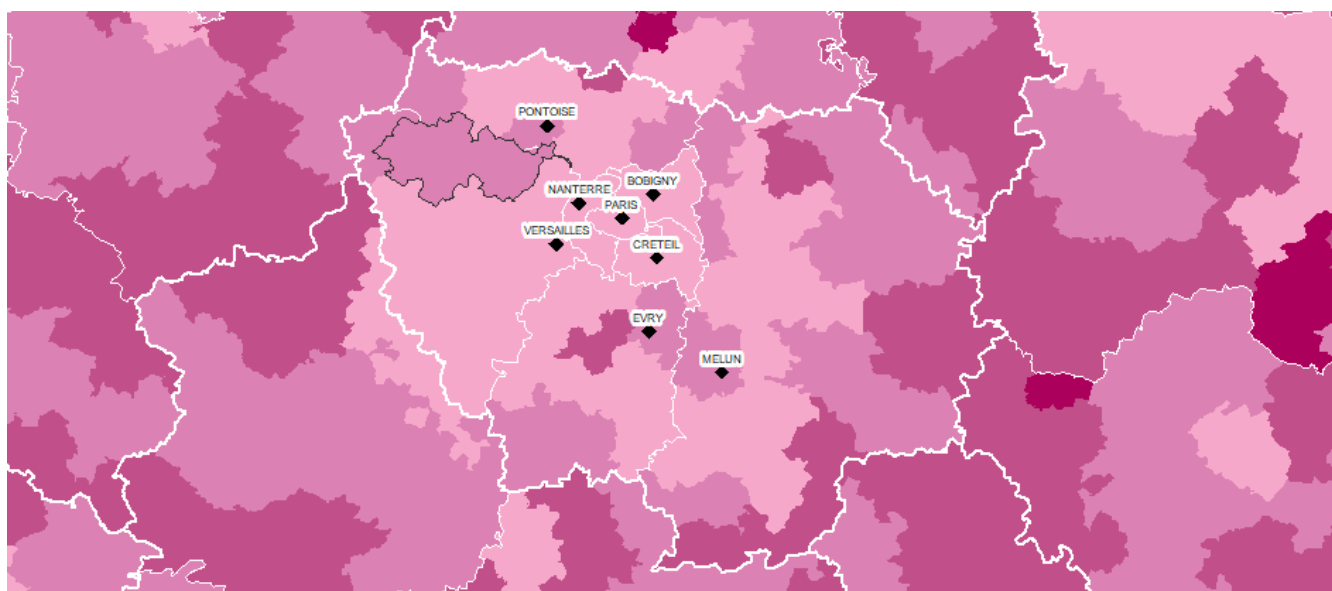 PONTOISE
BOBIGNY
NANTERRE
PARIS
VERSAILLES
CRETEIL
EVRY
MELUN